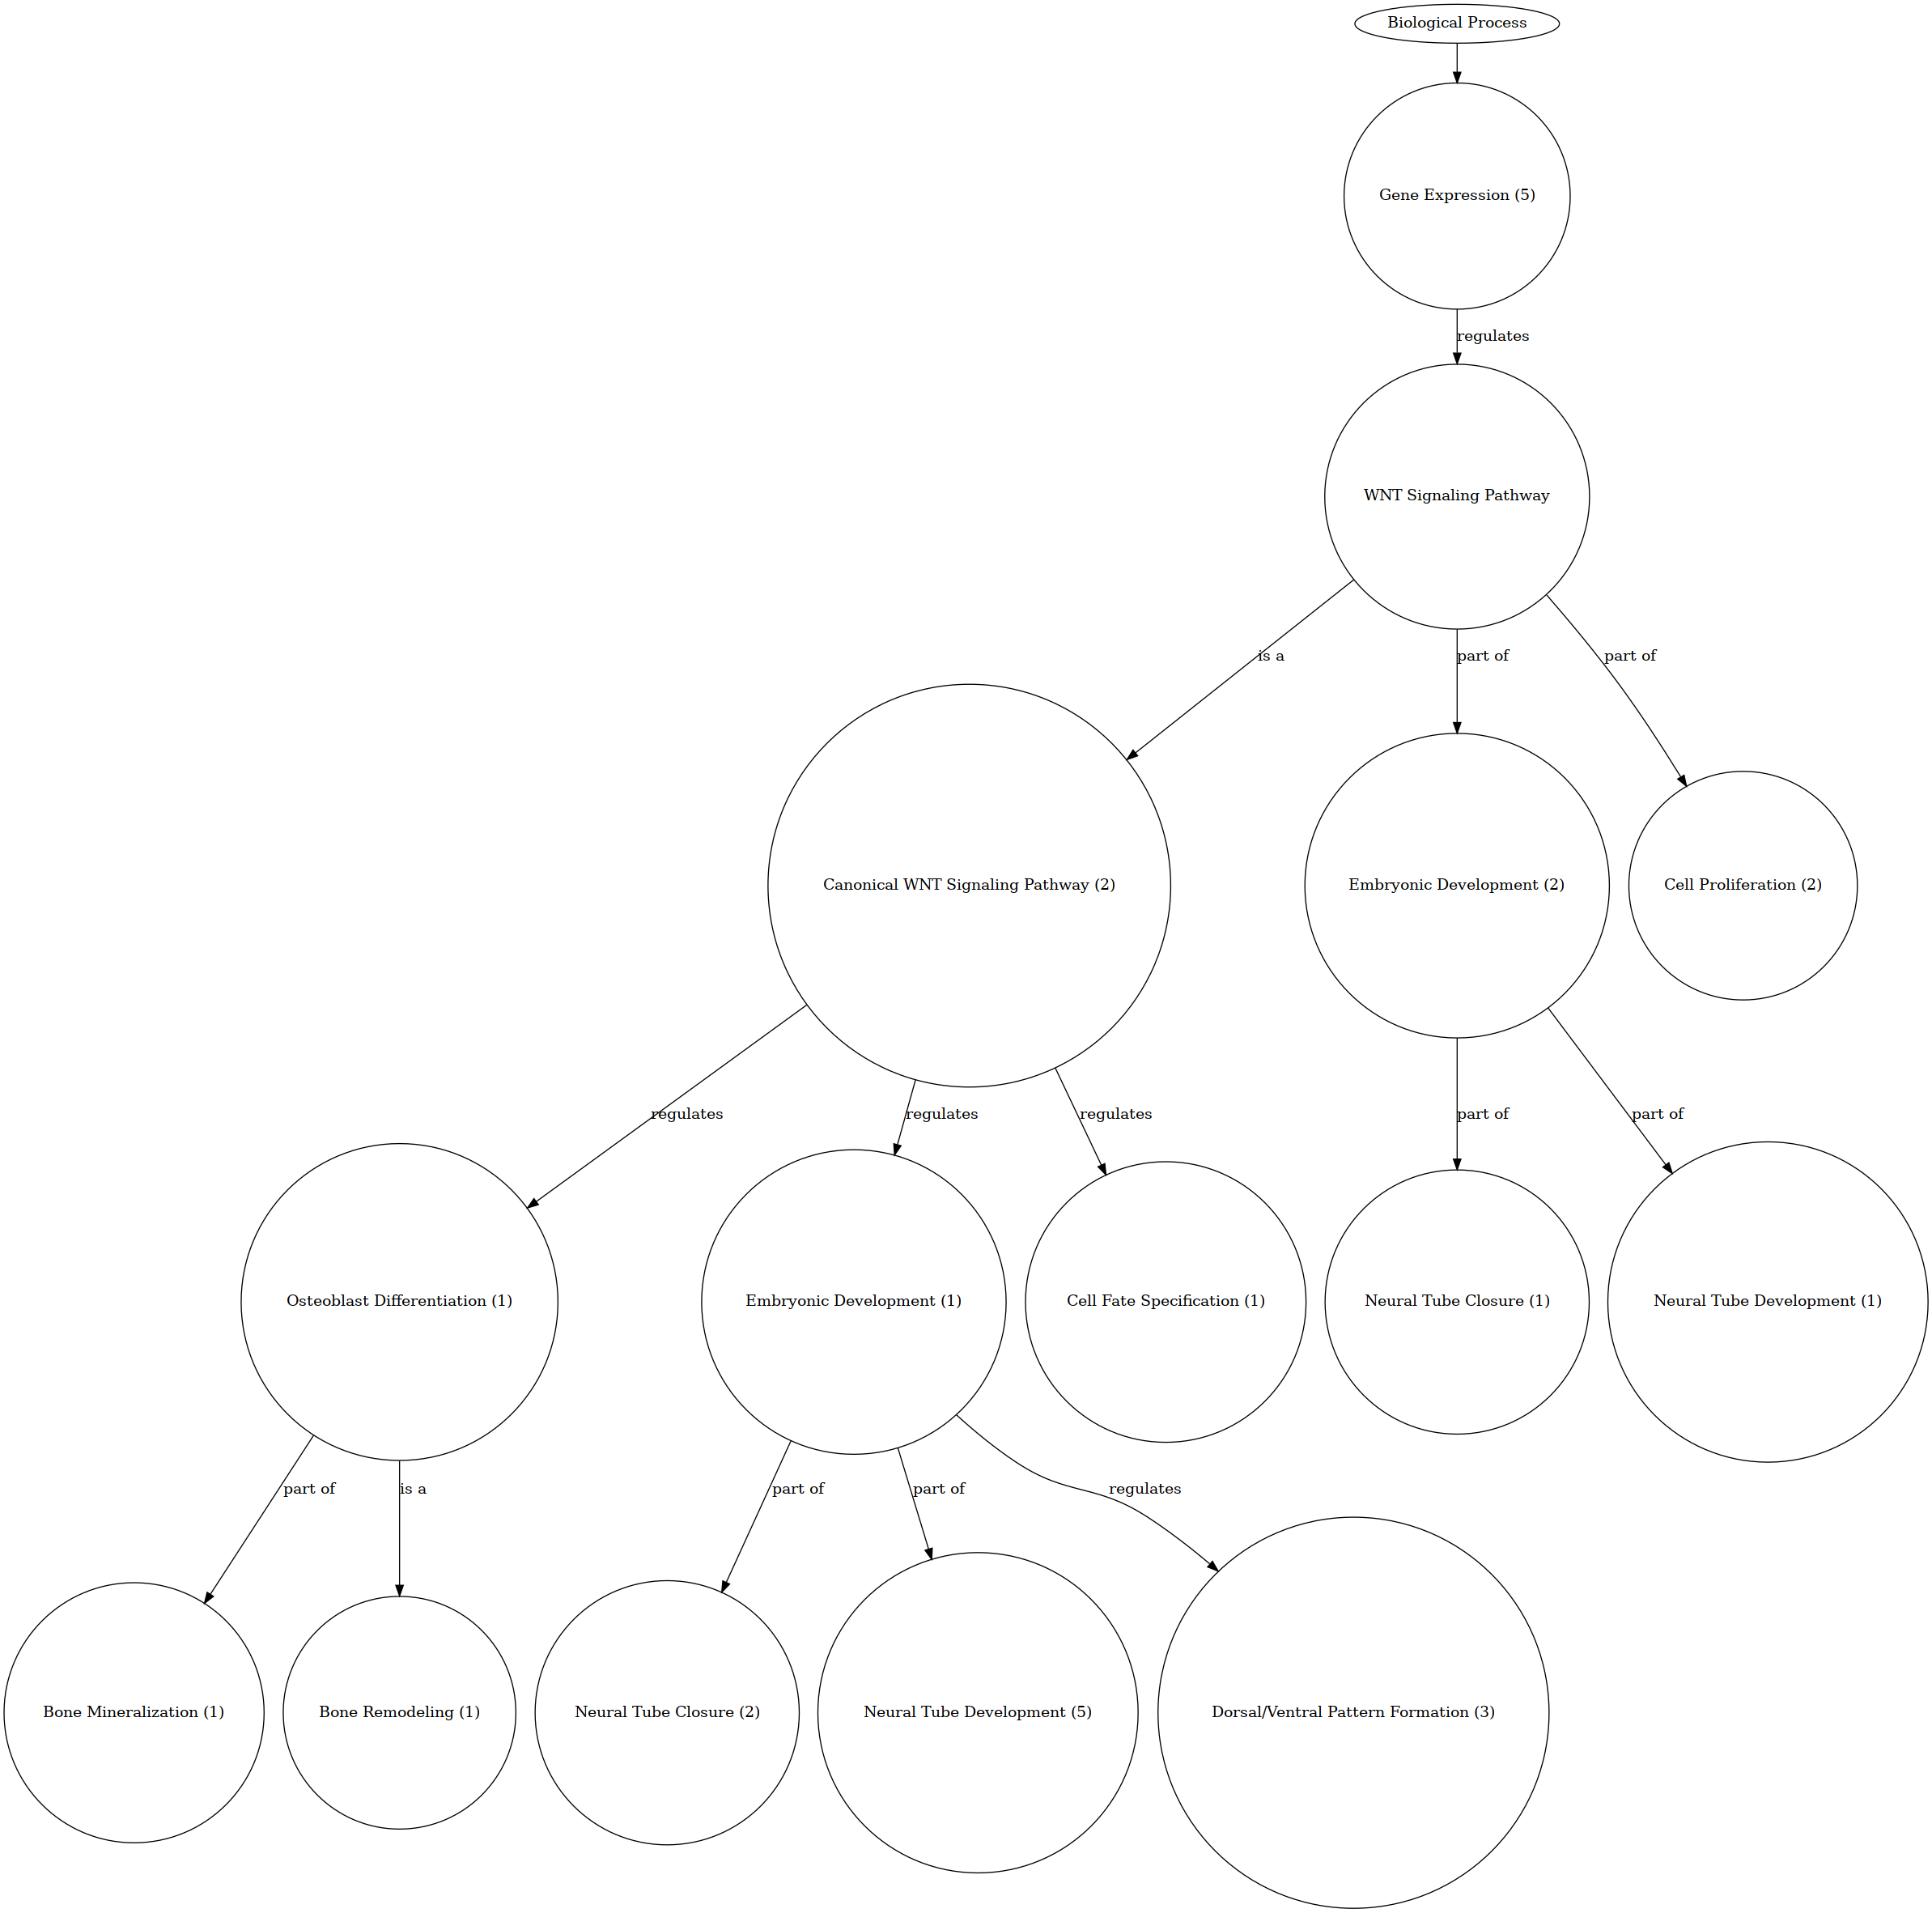 Biological Process
Gene Expression (5)
regulates
WNT Signaling Pathway
is a
part of
part of
Canonical WNT Signaling Pathway (2)
Embryonic Development (2)
Cell Proliferation (2)
regulates
regulates
regulates
part of
part of
Osteoblast Differentiation (1)
Embryonic Development (1)
Cell Fate Specification (1)
Neural Tube Closure (1)
Neural Tube Development (1)
part of
is a
part of
part of
regulates
Bone Mineralization (1)
Bone Remodeling (1)
Neural Tube Closure (2)
Neural Tube Development (5)
Dorsal/Ventral Pattern Formation (3)